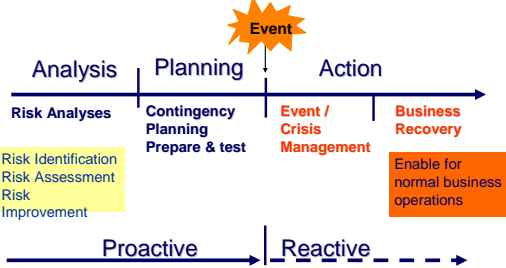 Event
Analysis
Planning
Action
Risk Analyses
Contingency
Planning
Prepare & test
Event /
Crisis
Management
Business
Recovery
Risk Identification
Risk Assessment
Risk
Improvement
Enable for
normal business
operations
Proactive
Reactive